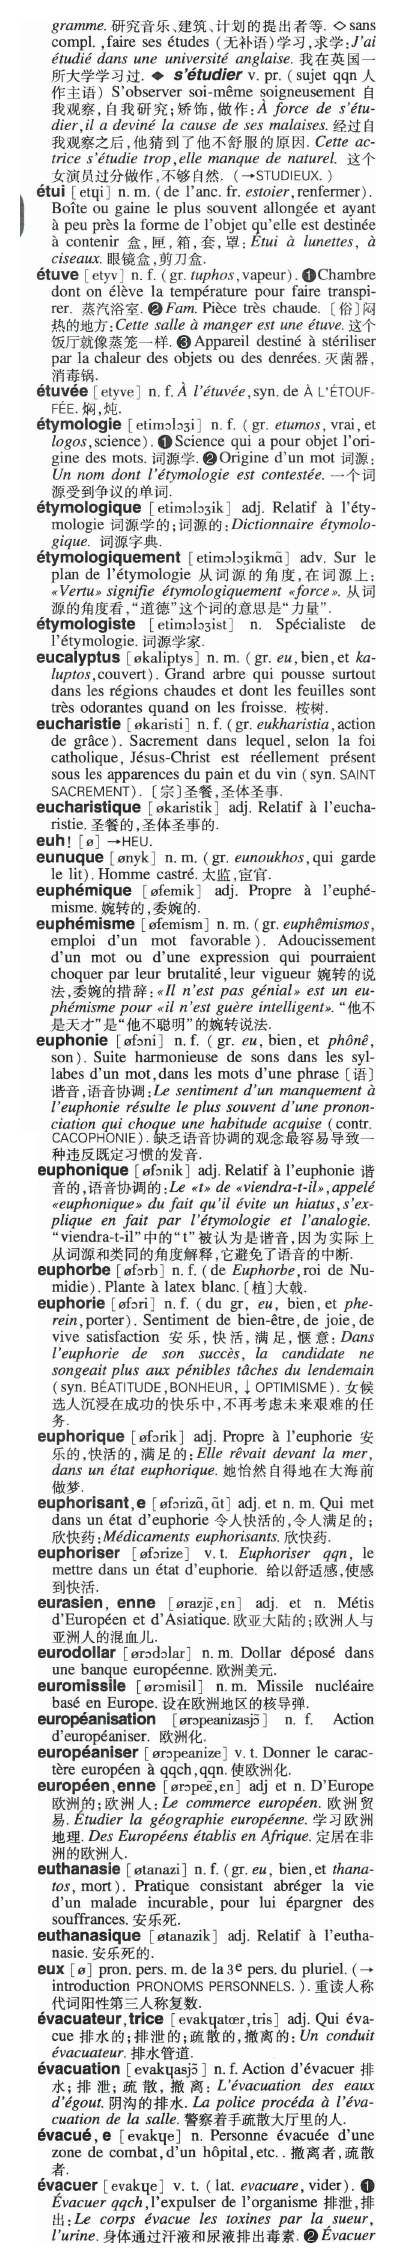 gramme. 研究音乐、建筑、计划的提出者等. ◇ sans
compl. ,faire ses études (无补语)学习,求学:J'ai
étudié dans une université anglaise. 我在英国一
所大学学习过. ◆ s'étudier v. pr. (sujet qqn 人
作主语) S'observer soi-même soigneusement 自
我观察,自我研究;矫饰,做作:À force de s'étu-
dier,il a deviné la cause de ses malaises. 经过自
我观察之后,他猜到了他不舒服的原因. Cette ac-
trice s'étudie trop,elle manque de naturel. 这个
女演员过分做作,不够自然. (→STUDIEUX. )
étui [etɥi] n. m. (de l'anc. fr. estoier,renfermer).
Boîte ou gaine le plus souvent allongée et ayant
à peu près la forme de l'objet qu'elle est destinée
à contenir 盒,匣,箱,套,罩:Étui à lunettes, à
ciseaux. 眼镜盒,剪刀盒.
étuve [etyv] n. f. (gr. tuphos,vapeur). ❶Chambre
dont on élève la température pour faire transpi-
rer. 蒸汽浴室. ❷Fam. Pièce très chaude. 〔俗〕闷
热的地方:Cette salle à manger est une étuve. 这个
饭厅就像蒸笼一样. ❸Appareil destiné à stériliser
par la chaleur des objets ou des denrées. 灭菌器,
消毒锅.
étuvée [etyve] n. f. À l'étuvée,syn. de À L'ÉTOUF-
FÉE. 焖,炖.
étymologie [etimɔlɔʒi] n. f. (gr. etumos, vrai, et
logos,science). ❶Science qui a pour objet l'ori-
gine des mots. 词源学. ❷Origine d'un mot 词源:
Un nom dont l'étymologie est contestée. 一个词
源受到争议的单词.
étymologique [etimɔlɔʒik] adj. Relatif à l'éty-
mologie 词源学的;词源的:Dictionnaire étymolo-
gique. 词源字典.
étymologiquement [etimɔlɔʒikmɑ̃] adv. Sur le
plan de l'étymologie 从词源的角度,在词源上:
«Vertu» signifie étymologiquement «force». 从词
源的角度看,“道德”这个词的意思是“力量”.
étymologiste [etimɔlɔʒist] n. Spécialiste de
l'étymologie. 词源学家.
eucalyptus [økaliptys] n. m. (gr. eu,bien,et ka-
luptos,couvert). Grand arbre qui pousse surtout
dans les régions chaudes et dont les feuilles sont
très odorantes quand on les froisse. 桉树.
eucharistie [økaristi] n. f. (gr. eukharistia,action
de grâce). Sacrement dans lequel, selon la foi
catholique, Jésus-Christ est réellement présent
sous les apparences du pain et du vin (syn. SAINT
SACREMENT). 〔宗〕圣餐,圣体圣事.
eucharistique [økaristik] adj. Relatif à l'eucha-
ristie. 圣餐的,圣体圣事的.
euh! [ø] →HEU.
eunuque [ønyk] n. m. (gr. eunoukhos,qui garde
le lit). Homme castré. 太监,宦官.
euphémique [øfemik] adj. Propre à l'euphé-
misme. 婉转的,委婉的.
euphémisme [øfemism] n. m. (gr. euphêmismos,
emploi d'un mot favorable). Adoucissement
d'un mot ou d'une expression qui pourraient
choquer par leur brutalité,leur vigueur 婉转的说
法,委婉的措辞:«Il n'est pas génial» est un eu-
phémisme pour «il n'est guère intelligent». “他不
是天才”是“他不聪明”的婉转说法.
euphonie [øfɔni] n. f. (gr. eu, bien, et phônê,
son). Suite harmonieuse de sons dans les syl-
labes d'un mot,dans les mots d'une phrase 〔语〕
谐音,语音协调:Le sentiment d'un manquement à
l'euphonie résulte le plus souvent d'une pronon-
ciation qui choque une habitude acquise (contr.
CACOPHONIE). 缺乏语音协调的观念最容易导致一
种违反既定习惯的发音.
euphonique [øfɔnik] adj. Relatif à l'euphonie 谐
音的,语音协调的:Le «t» de «viendra-t-il»,appelé
«euphonique» du fait qu'il évite un hiatus,s'ex-
plique en fait par l'étymologie et l'analogie.
“viendra-t-il”中的“t”被认为是谐音,因为实际上
从词源和类同的角度解释,它避免了语音的中断.
euphorbe [øfɔrb] n. f. (de Euphorbe,roi de Nu-
midie). Plante à latex blanc.〔植〕大戟.
euphorie [øfɔri] n. f. (du gr, eu, bien, et phe-
rein,porter). Sentiment de bien-être,de joie,de
vive satisfaction 安乐,快活,满足,惬意: Dans
l'euphorie de son succès, la candidate ne
songeait plus aux pénibles tâches du lendemain
(syn. BÉATITUDE,BONHEUR, ↓ OPTIMISME). 女候
选人沉浸在成功的快乐中,不再考虑未来艰难的任
务.
euphorique [øfɔrik] adj. Propre à l'euphorie 安
乐的,快活的,满足的:Elle rêvait devant la mer,
dans un état euphorique. 她怡然自得地在大海前
做梦.
euphorisant,e [øfɔrizɑ̃,ɑ̃t] adj. et n. m. Qui met
dans un état d'euphorie 令人快活的,令人满足的;
欣快药:Médicaments euphorisants. 欣快药.
euphoriser [øfɔrize] v. t. Euphoriser qqn, le
mettre dans un état d'euphorie. 给以舒适感,使感
到快活.
eurasien, enne [ørazjɛ̃,ɛn] adj. et n. Métis
d'Européen et d'Asiatique. 欧亚大陆的;欧洲人与
亚洲人的混血儿.
eurodollar [ørɔdɔlar] n. m. Dollar déposé dans
une banque européenne. 欧洲美元.
euromissile [ørɔmisil] n. m. Missile nucléaire
basé en Europe. 设在欧洲地区的核导弹.
européanisation [ørɔpeanizasjɔ̃] n. f. Action
d'européaniser. 欧洲化.
européaniser [ørɔpeanize] v. t. Donner le carac-
tère européen à qqch,qqn. 使欧洲化.
européen,enne [ørɔpeɛ̃,ɛn] adj et n. D'Europe
欧洲的;欧洲人:Le commerce européen. 欧洲贸
易. Étudier la géographie européenne. 学习欧洲
地理. Des Européens établis en Afrique. 定居在非
洲的欧洲人.
euthanasie [øtanazi] n. f. (gr. eu, bien,et thana-
tos, mort). Pratique consistant abréger la vie
d'un malade incurable, pour lui épargner des
souffrances. 安乐死.
euthanasique [øtanazik] adj. Relatif à l'eutha-
nasie. 安乐死的.
eux [ø] pron. pers. m. de la 3e pers. du pluriel. (→
introduction PRONOMS PERSONNELS. ). 重读人称
代词阳性第三人称复数.
évacuateur,trice [evakɥatœr,tris] adj. Qui éva-
cue 排水的;排泄的;疏散的,撤离的:Un conduit
évacuateur. 排水管道.
évacuation [evakɥasjɔ̃] n. f. Action d'évacuer 排
水;排泄;疏散,撤离: L'évacuation des eaux
d'égout. 阴沟的排水. La police procéda à l'éva-
cuation de la salle. 警察着手疏散大厅里的人.
évacué, e [evakɥe] n. Personne évacuée d'une
zone de combat,d'un hôpital,etc.. 撤离者,疏散
者.
évacuer [evakɥe] v. t. (lat. evacuare, vider). ❶
Évacuer qqch,l'expulser de l'organisme 排泄,排
出:Le corps évacue les toxines par la sueur,
l'urine. 身体通过汗液和尿液排出毒素. ❷Évacuer